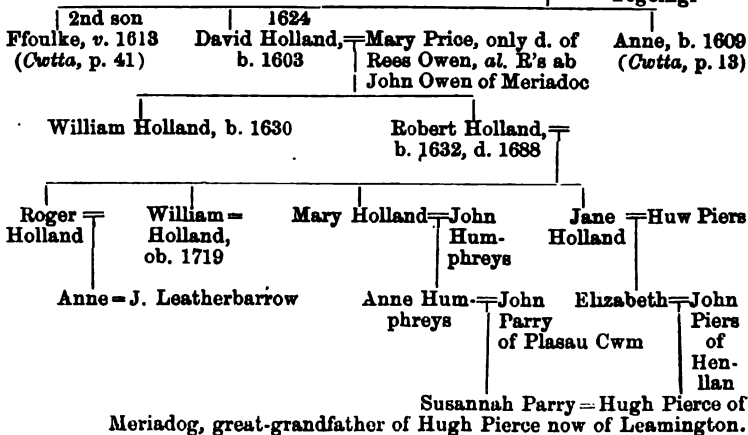 2nd son 1624
Ffoulke, v. 1613 David Holland,=Mary Price, only d. of Anne, b. 1609
(Cwtta, p. 41) b. 1603 Rees Owen, al. R's ab (Cwtta, p. 13)
John Owen of Meriadoc
William Holland, b. 1630 Robert Holland,=
b. 1632, d. 1688
Roger = William= Mary Holland=John Jane =Huw Piers
Holland Holland, Hum- Holland
ob. 1719 phreys
Anne=J. Leatherbarrow Anne Hum-=John Elizabeth=John
phreys Parry Piers
of Plasau Cwm of
Hen-
llan
Susannah Parry=Hugh Pierce of
Meriadog, great-grandfather of Hugh Pierce now of Leamington.